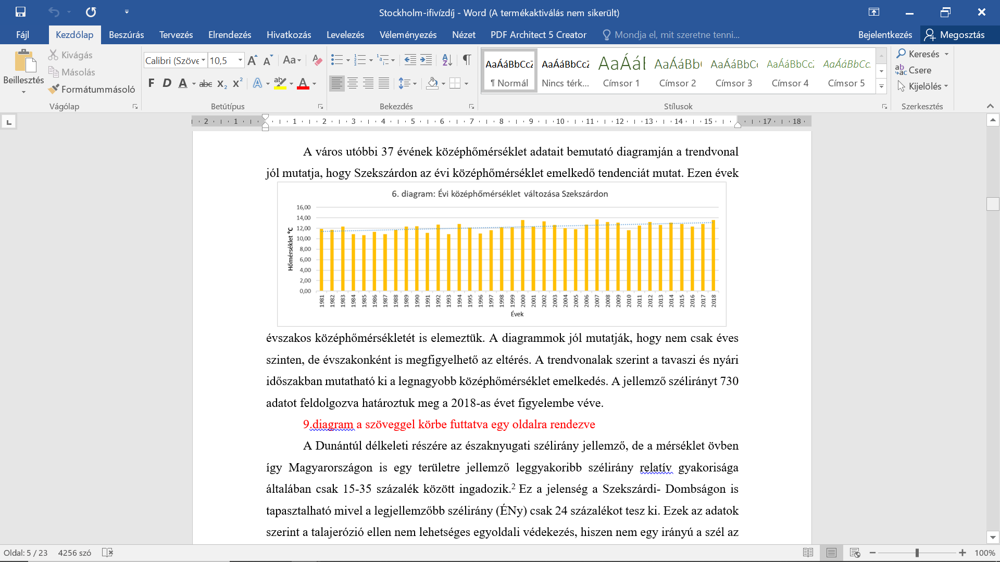 Stockholm-ifivízdíj - Word (A termékaktiválás nem sikerült)
Fájl Kezdőlap Beszúrás Tervezés Elrendezés Hivatkozás Levelezés Véleményezés Nézet PDF Architect 5 Creator Mondja el, mit szeretne tenni... Bejelentkezés Megosztás
Beillesztés
Kivágás
Másolás
Formátummásoló
Vágólap
Calibri (Szöve 10,5
Betűtípus
Bekezdés
¶ Normál Nincs térk... Címsor 1 Címsor 2 Címsor 3 Címsor 4 Címsor 5
Stílusok
Keresés
Csere
Kijelölés
Szerkesztés
2 1 1 2 3 4 5 6 7 8 9 10 11 12 13 14 15 17 18
A város utóbbi 37 évének középhőmérséklet adatait bemutató diagramján a trendvonal
jól mutatja, hogy Szekszárdon az évi középhőmérséklet emelkedő tendenciát mutat. Ezen évek
6. diagram: Évi középhőmérséklet változása Szekszárdon
Hőmérséklet °C
16,00
14,00
12,00
10,00
8,00
6,00
4,00
2,00
0,00
1981 1982 1983 1984 1985 1986 1987 1988 1989 1990 1991 1992 1993 1994 1995 1996 1997 1998 1999 2000 2001 2002 2003 2004 2005 2006 2007 2008 2009 2010 2011 2012 2013 2014 2015 2016 2017 2018
Évek
évszakos középhőmérsékletét is elemeztük. A diagrammok jól mutatják, hogy nem csak éves
szinten, de évszakonként is megfigyelhető az eltérés. A trendvonalak szerint a tavaszi és nyári
időszakban mutatható ki a legnagyobb középhőmérséklet emelkedés. A jellemző szélirányt 730
adatot feldolgozva határoztuk meg a 2018-as évet figyelembe véve.
9.diagram a szöveggel körbe futtatva egy oldalra rendezve
A Dunántúl délkeleti részére az északnyugati szélirány jellemző, de a mérséklet övben
így Magyarországon is egy területre jellemző leggyakoribb szélirány relatív gyakorisága
általában csak 15-35 százalék között ingadozik.2 Ez a jelenség a Szekszárdi- Dombságon is
tapasztalható mivel a legjellemzőbb szélirány (ÉNy) csak 24 százalékot tesz ki. Ezek az adatok
szerint a talajerózió ellen nem lehetséges egyoldali védekezés, hiszen nem egy irányú a szél az
Oldal: 5 / 23 4256 szó 100%